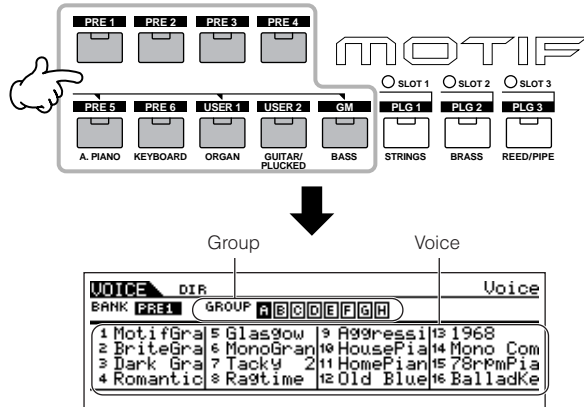 PRE 1 PRE 2 PRE 3 PRE 4
MOTIF
SLOT 1 SLOT 2 SLOT 3
PRE 5 PRE 6 USER 1 USER 2 GM PLG 1 PLG 2 PLG 3
A. PIANO KEYBOARD ORGAN GUITAR/ PLUCKED BASS STRINGS BRASS REED/PIPE
Group Voice
VOICE DIR Voice
BANK PRE1 GROUP A B C D E F G H
1 MotifGra 5 Glasgow 9 Aggressi 13 1968
2 BriteGra 6 MonoGran 10 HousePian 14 Mono Com
3 Dark Gra 7 Tacky 2 11 HomePian 15 78rpmPia
4 Romantic 8 Ragtime 12 Old Blue 16 BalladKe